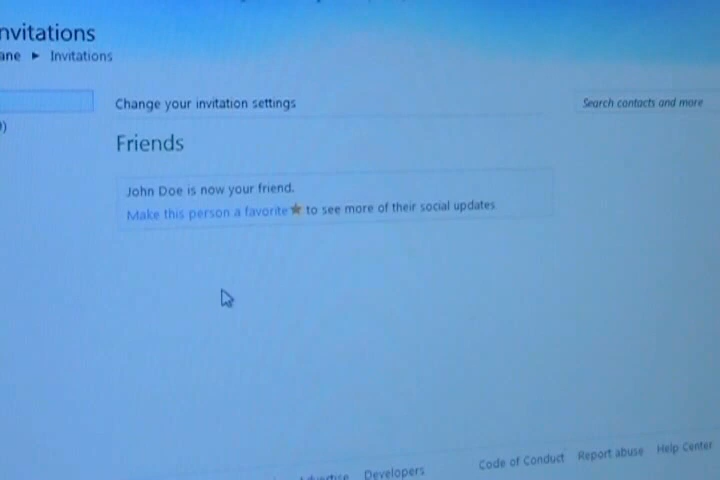 nvitations
ane ► Invitations
Change your invitation settings
Search contacts and more
Friends
John Doe is now your friend.
Make this person a favorite ★ to see more of their social updates.
Developers
Code of Conduct
Report abuse
Help Center